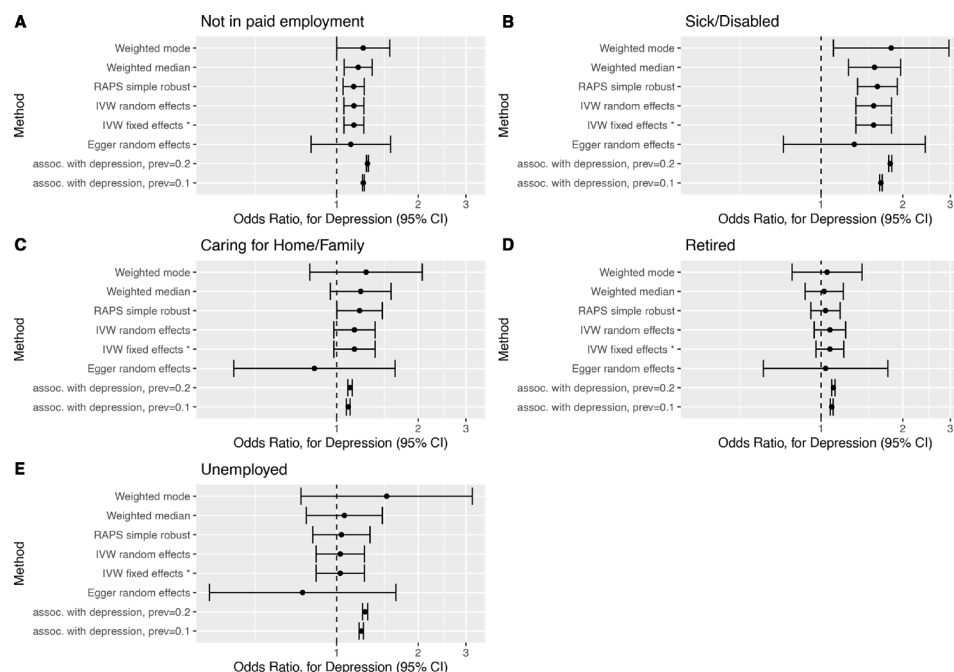 A
Not in paid employment
Method
Weighted mode
Weighted median
RAPS simple robust
IVW random effects
IVW fixed effects *
Egger random effects
assoc. with depression, prev=0.2
assoc. with depression, prev=0.1
1 2 3
Odds Ratio, for Depression (95% CI)
B
Sick/Disabled
Method
Weighted mode
Weighted median
RAPS simple robust
IVW random effects
IVW fixed effects *
Egger random effects
assoc. with depression, prev=0.2
assoc. with depression, prev=0.1
1 2 3
Odds Ratio, for Depression (95% CI)
C
Caring for Home/Family
Method
Weighted mode
Weighted median
RAPS simple robust
IVW random effects
IVW fixed effects *
Egger random effects
assoc. with depression, prev=0.2
assoc. with depression, prev=0.1
1 2 3
Odds Ratio, for Depression (95% CI)
D
Retired
Method
Weighted mode
Weighted median
RAPS simple robust
IVW random effects
IVW fixed effects *
Egger random effects
assoc. with depression, prev=0.2
assoc. with depression, prev=0.1
1 2 3
Odds Ratio, for Depression (95% CI)
E
Unemployed
Method
Weighted mode
Weighted median
RAPS simple robust
IVW random effects
IVW fixed effects *
Egger random effects
assoc. with depression, prev=0.2
assoc. with depression, prev=0.1
1 2 3
Odds Ratio, for Depression (95% CI)